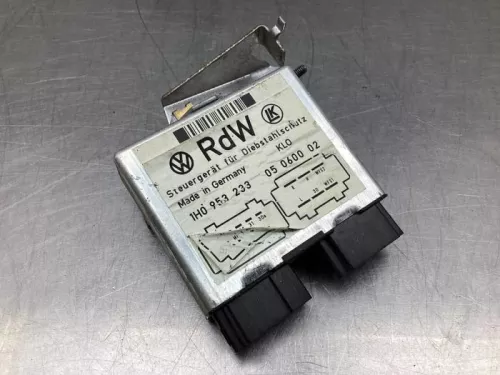 RdW
Steuergerät für Diebstahlschutz
Made in Germany KLO
1H0 953 233 05 0600 02